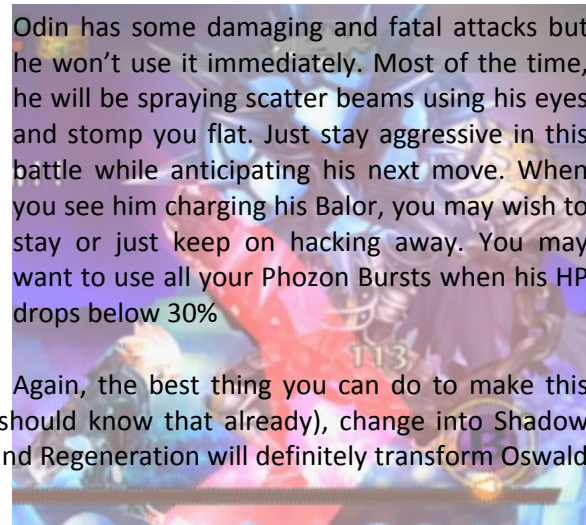 Odin has some damaging and fatal attacks but
he won’t use it immediately. Most of the time,
he will be spraying scatter beams using his eyes
and stomp you flat. Just stay aggressive in this
battle while anticipating his next move. When
you see him charging his Balor, you may wish to
stay or just keep on hacking away. You may
want to use all your Phozon Bursts when his HP
drops below 30%
113
Again, the best thing you can do to make this
should know that already), change into Shadow
nd Regeneration will definitely transform Oswald